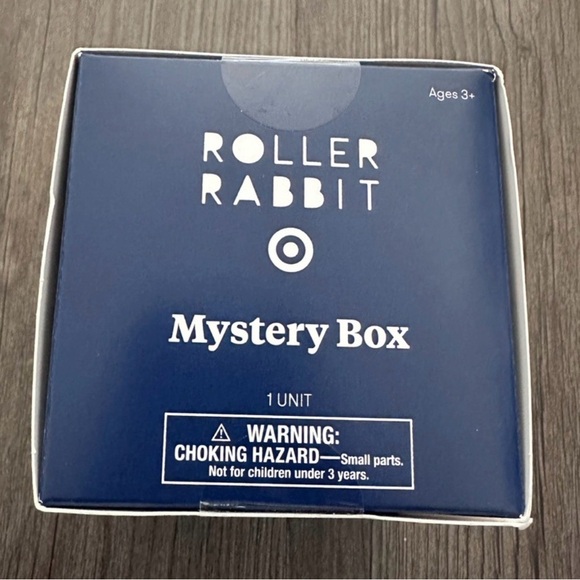 Ages 3+
ROLLER
RABBIT
Mystery Box
1 UNIT
⚠ WARNING:
CHOKING HAZARD—Small parts.
Not for children under 3 years.